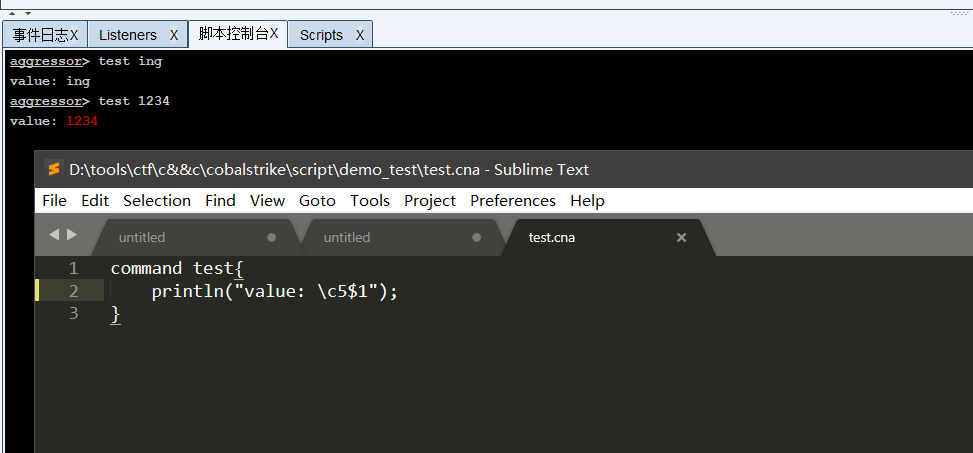 事件日志X Listeners X 脚本控制台X Scripts X
aggressor> test ing
value: ing
aggressor> test 1234
value: 1234
D:\tools\ctf\c&&c\cobalstrike\script\demo_test\test.cna - Sublime Text
File Edit Selection Find View Goto Tools Project Preferences Help
untitled untitled test.cna ×
1 command test{
2 println("value: \c5$1");
3 }